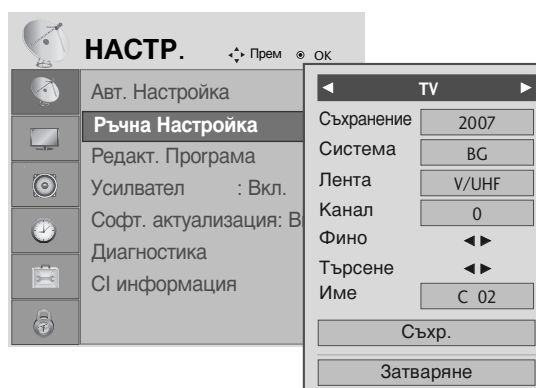 НАСТР. Прем ОК
Авт. Настройка
Ръчна Настройка
Редакт. Програма
Усилвател : Вкл.
Софт. актуализация: В
Диагностика
CI информация
TV
Съхранение 2007
Система BG
Лента V/UHF
Канал 0
Фино
Търсене
Име C 02
Съхр.
Затваряне